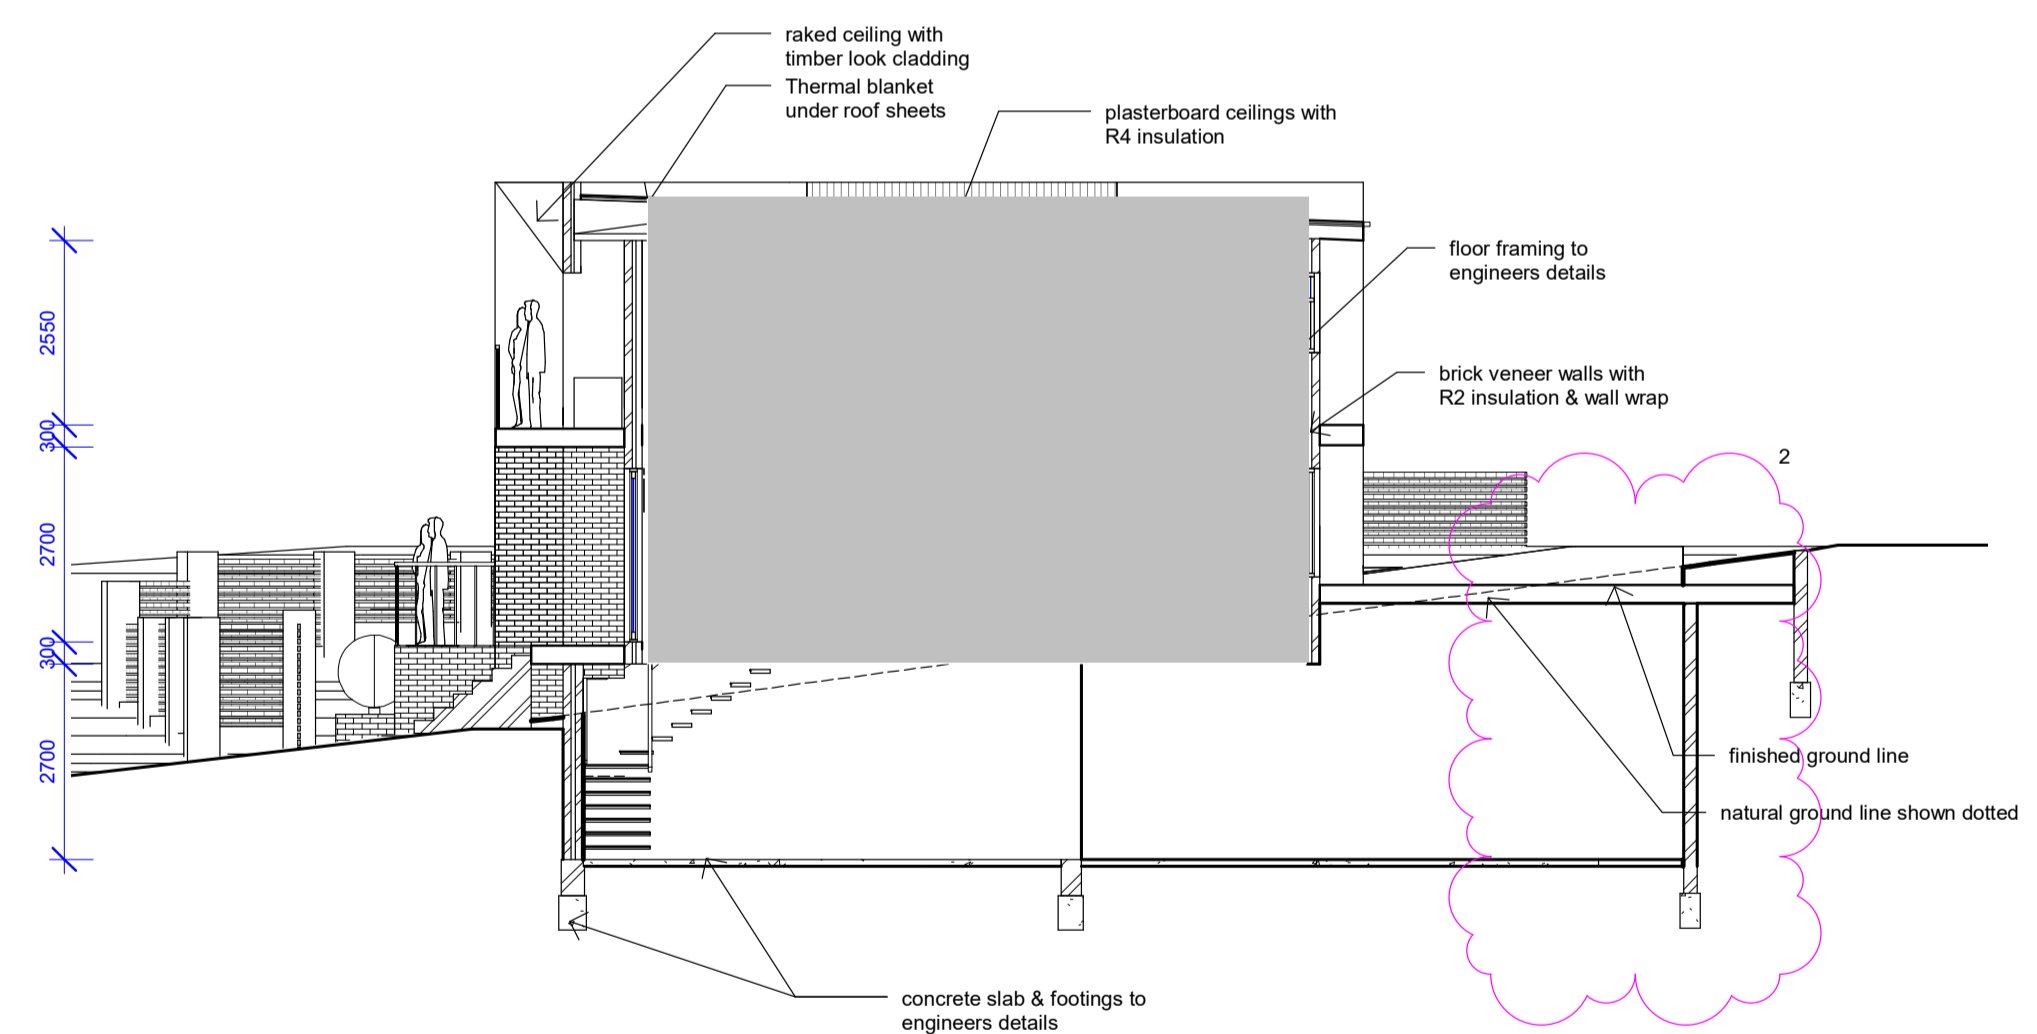 raked ceiling with
timber look cladding
Thermal blanket
under roof sheets
plasterboard ceilings with
R4 insulation
floor framing to
engineers details
brick veneer walls with
R2 insulation & wall wrap
2
finished ground line
natural ground line shown dotted
concrete slab & footings to
engineers details
2550
300
2700
300
2700